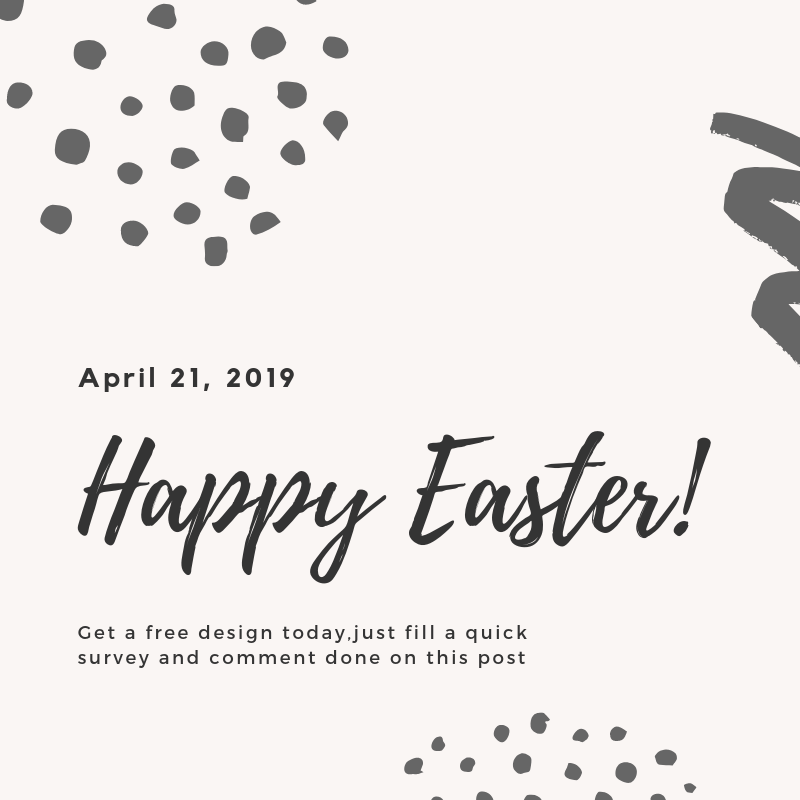 April 21, 2019
Happy Easter!
Get a free design today,just fill a quick
survey and comment done on this post